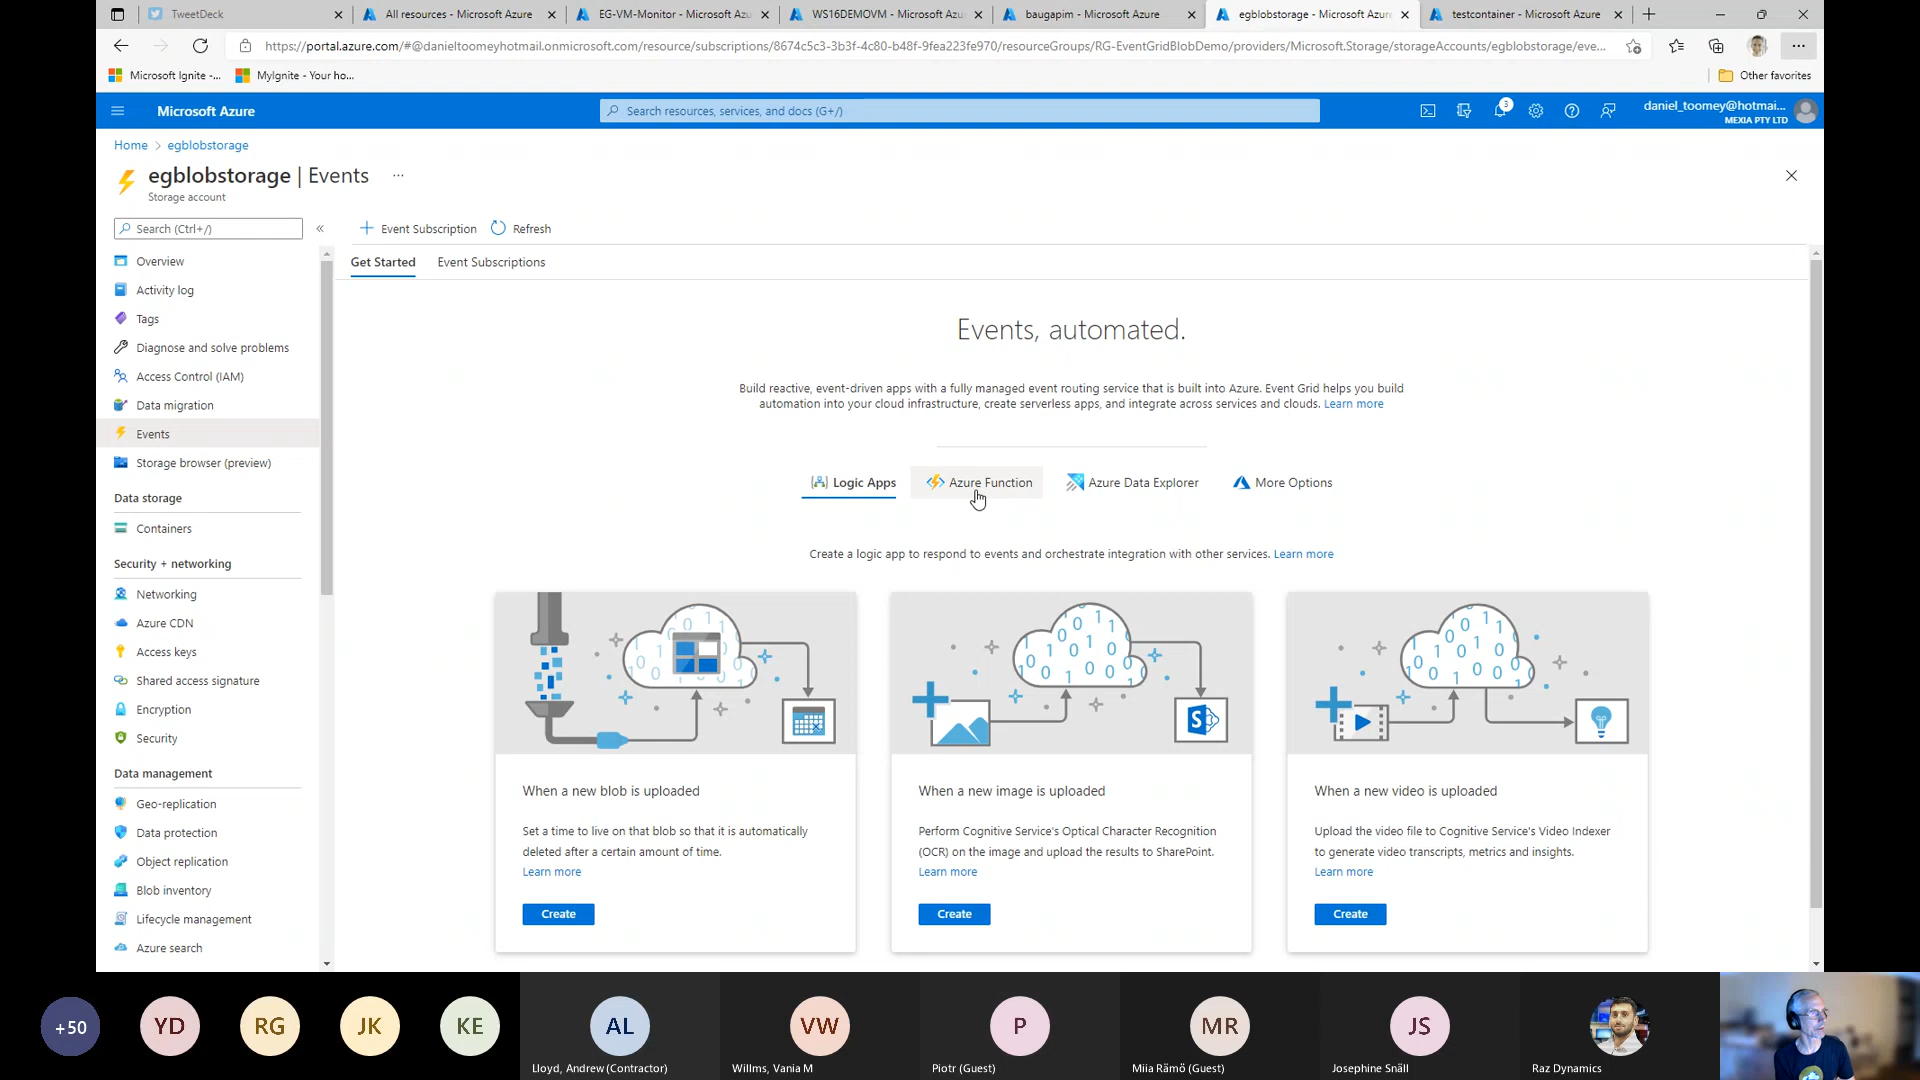 TweetDeck
All resources - Microsoft Azure
EG-VM-Monitor - Microsoft Azu
WS16DEMOVM - Microsoft Azure
baugapim - Microsoft Azure
egblobstorage - Microsoft Azure
testcontainer - Microsoft Azure
https://portal.azure.com/#@danieltoomeyhotmail.onmicrosoft.com/resource/subscriptions/8674c5c3-3b3f-4c80-b48f-9fea223fe970/resourceGroups/RG-EventGridBlobDemo/providers/Microsoft.Storage/storageAccounts/egblobstorage/eve...
Microsoft Ignite -...
MyIgnite - Your ho...
Other favorites
Microsoft Azure
Search resources, services, and docs (G+/)
3
daniel_toomey@hotmai...
MEXIA PTY LTD
Home > egblobstorage
egblobstorage | Events ...
Storage account
Search (Ctrl+/)
«
+ Event Subscription
Refresh
Get Started
Event Subscriptions
Overview
Activity log
Tags
Diagnose and solve problems
Access Control (IAM)
Data migration
Events
Storage browser (preview)
Data storage
Containers
Security + networking
Networking
Azure CDN
Access keys
Shared access signature
Encryption
Security
Data management
Geo-replication
Data protection
Object replication
Blob inventory
Lifecycle management
Azure search
Events, automated.
Build reactive, event-driven apps with a fully managed event routing service that is built into Azure. Event Grid helps you build
automation into your cloud infrastructure, create serverless apps, and integrate across services and clouds. Learn more
Logic Apps
Azure Function
Azure Data Explorer
More Options
Create a logic app to respond to events and orchestrate integration with other services. Learn more
When a new blob is uploaded
Set a time to live on that blob so that it is automatically
deleted after a certain amount of time.
Learn more
Create
When a new image is uploaded
Perform Cognitive Service's Optical Character Recognition
(OCR) on the image and upload the results to SharePoint.
Learn more
Create
When a new video is uploaded
Upload the video file to Cognitive Service's Video Indexer
to generate video transcripts, metrics and insights.
Learn more
Create
+50
YD
RG
JK
KE
AL
Lloyd, Andrew (Contractor)
VW
Willms, Vania M
P
Piotr (Guest)
MR
Miia Rämö (Guest)
JS
Josephine Snäll
Raz Dynamics